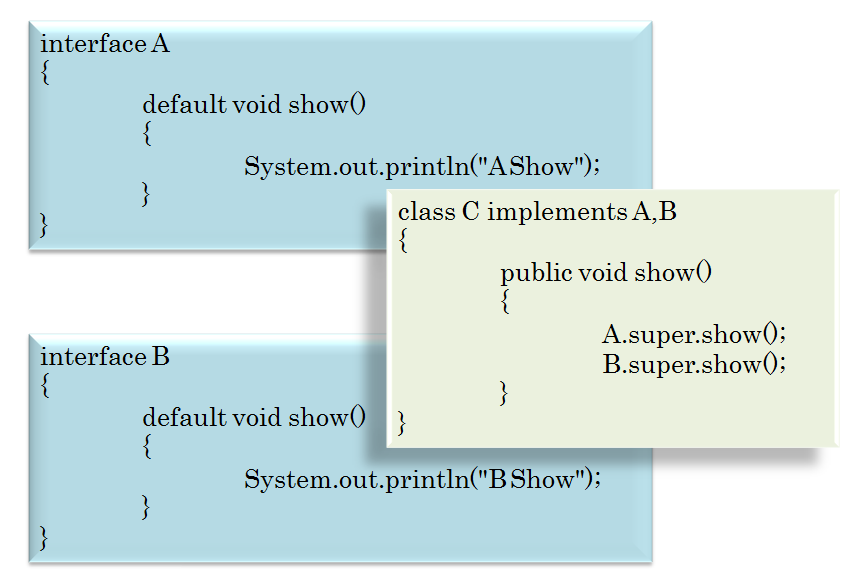 interface A
{
default void show()
{
System.out.println("A Show");
}
}
class C implements A,B
{
public void show()
{
A.super.show();
B.super.show();
}
}
interface B
{
default void show()
{
System.out.println("B Show");
}
}